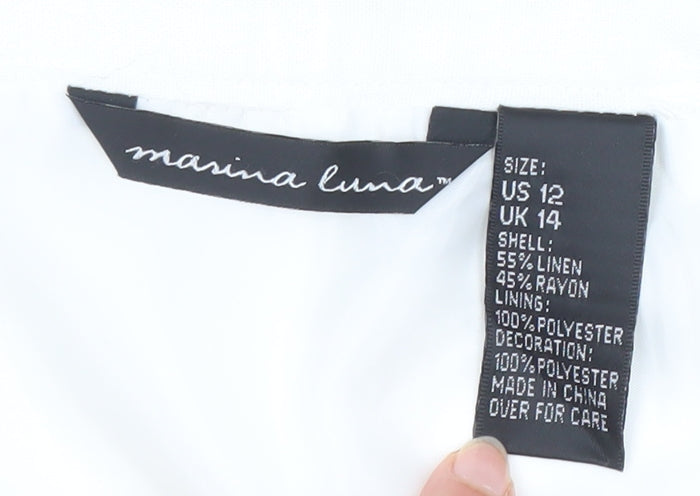 marina luna™
SIZE:
US 12
UK 14
SHELL:
55% LINEN
45% RAYON
LINING:
100% POLYESTER
DECORATION:
100% POLYESTER
MADE IN CHINA
OVER FOR CARE